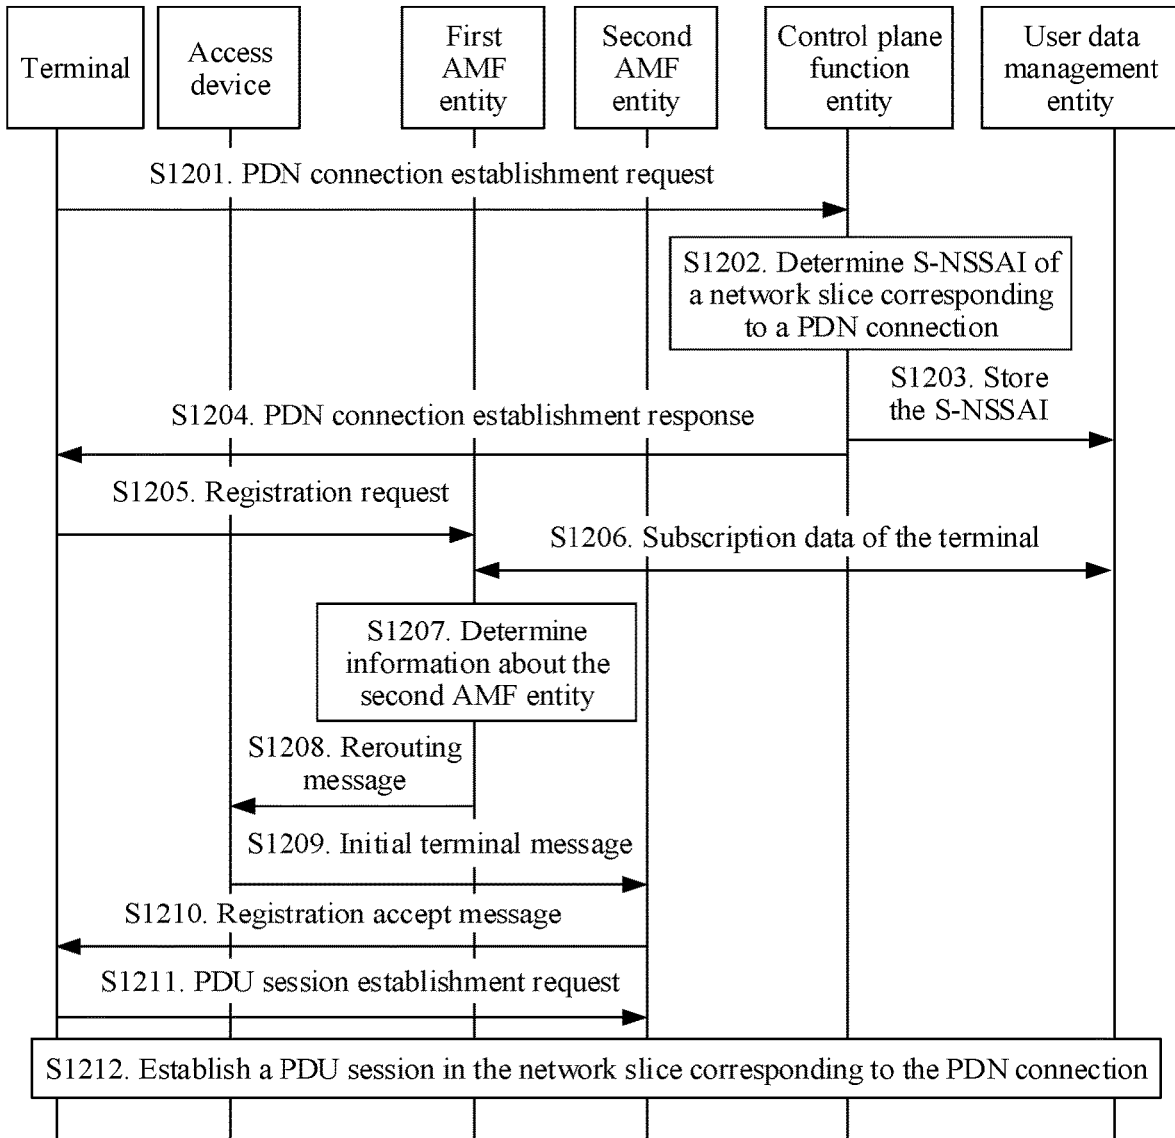 Terminal
Access
device
First
AMF
entity
Second
AMF
entity
Control plane
function
entity
User data
management
entity
S1201. PDN connection establishment request
S1202. Determine S-NSSAI of
a network slice corresponding
to a PDN connection
S1203. Store
the S-NSSAI
S1204. PDN connection establishment response
S1205. Registration request
S1206. Subscription data of the terminal
S1207. Determine
information about the
second AMF entity
S1208. Rerouting
message
S1209. Initial terminal message
S1210. Registration accept message
S1211. PDU session establishment request
S1212. Establish a PDU session in the network slice corresponding to the PDN connection